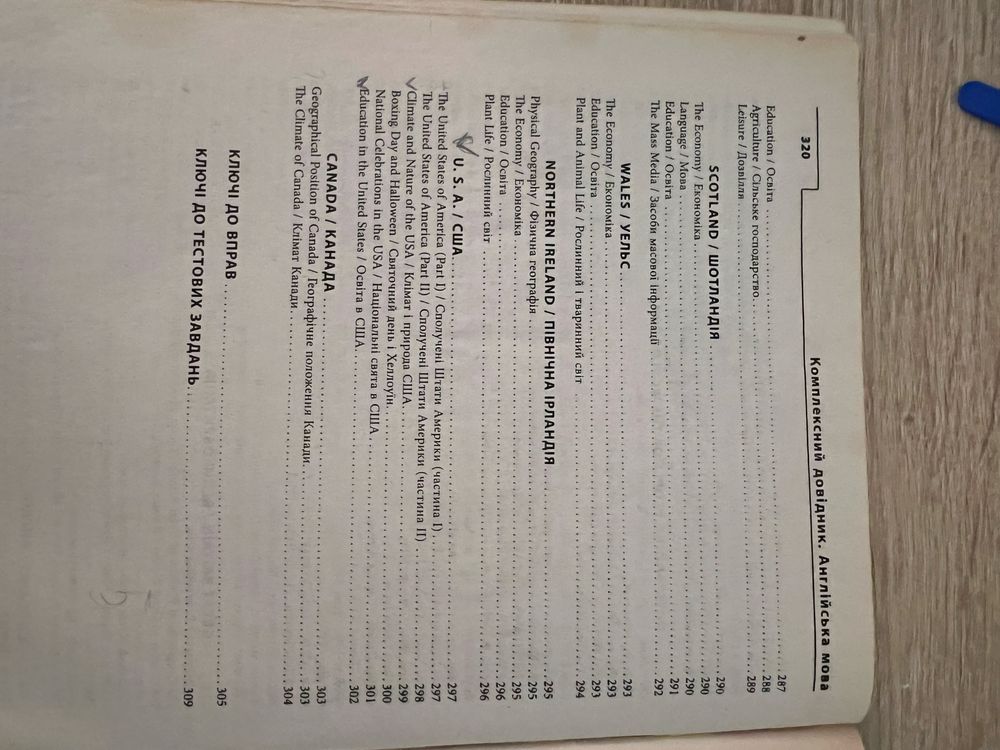 320 Комплексний довідник. Англійська мова
Education / Освіта 287
Agriculture / Сільське господарство 288
Leisure / Дозвілля 289
SCOTLAND / ШОТЛАНДІЯ 290
The Economy / Економіка 290
Language / Мова 290
Education / Освіта 291
The Mass Media / Засоби масової інформації 292
WALES / УЕЛЬС 293
The Economy / Економіка 293
Education / Освіта 293
Plant and Animal Life / Рослинний і тваринний світ 294
NORTHERN IRELAND / ПІВНІЧНА ІРЛАНДІЯ 295
Physical Geography / Фізична географія 295
The Economy / Економіка 295
Education / Освіта 296
Plant Life / Рослинний світ 296
U. S. A. / США 297
The United States of America (Part I) / Сполучені Штати Америки (частина I) 297
The United States of America (Part II) / Сполучені Штати Америки (частина II) 298
Climate and Nature of the USA / Клімат і природа США 299
Boxing Day and Halloween / Святочний день і Хеллоуїн 300
National Celebrations in the USA / Національні свята в США 301
Education in the United States / Освіта в США 302
CANADA / КАНАДА 303
Geographical Position of Canada / Географічне положення Канади 303
The Climate of Canada / Клімат Канади 304
КЛЮЧІ ДО ВПРАВ 305
КЛЮЧІ ДО ТЕСТОВИХ ЗАВДАНЬ 309